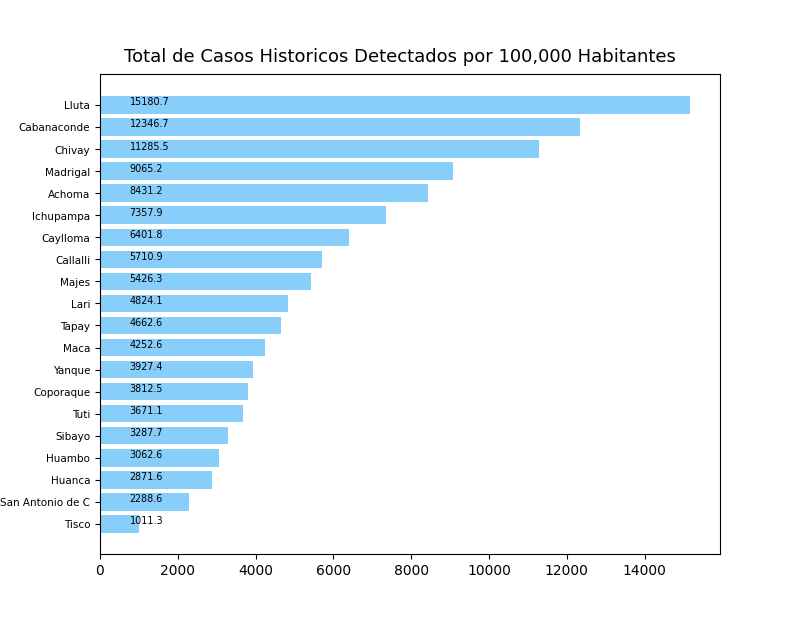 Total de Casos Historicos Detectados por 100,000 Habitantes
Lluta 15180.7
Cabanaconde 12346.7
Chivay 11285.5
Madrigal 9065.2
Achoma 8431.2
Ichupampa 7357.9
Caylloma 6401.8
Callalli 5710.9
Majes 5426.3
Lari 4824.1
Tapay 4662.6
Maca 4252.6
Yanque 3927.4
Coporaque 3812.5
Tuti 3671.1
Sibayo 3287.7
Huambo 3062.6
Huanca 2871.6
San Antonio de C 2288.6
Tisco 1011.3
0 2000 4000 6000 8000 10000 12000 14000